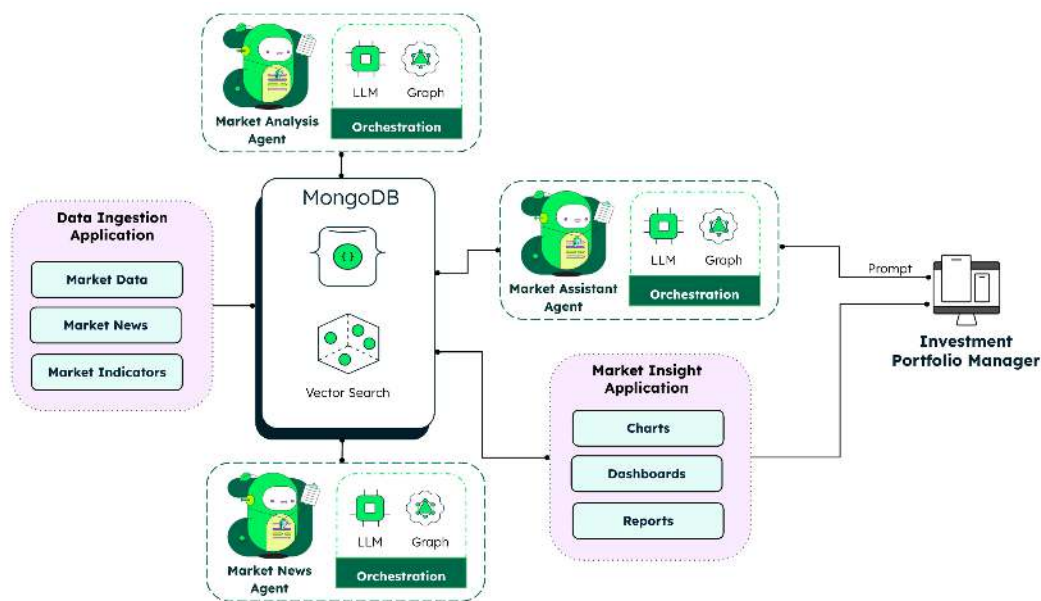 LLM
Graph
Orchestration
Market Analysis
Agent
MongoDB
{ }
Vector Search
Data Ingestion
Application
Market Data
Market News
Market Indicators
LLM
Graph
Orchestration
Market Assistant
Agent
Prompt
Investment
Portfolio Manager
Market Insight
Application
Charts
Dashboards
Reports
LLM
Graph
Orchestration
Market News
Agent